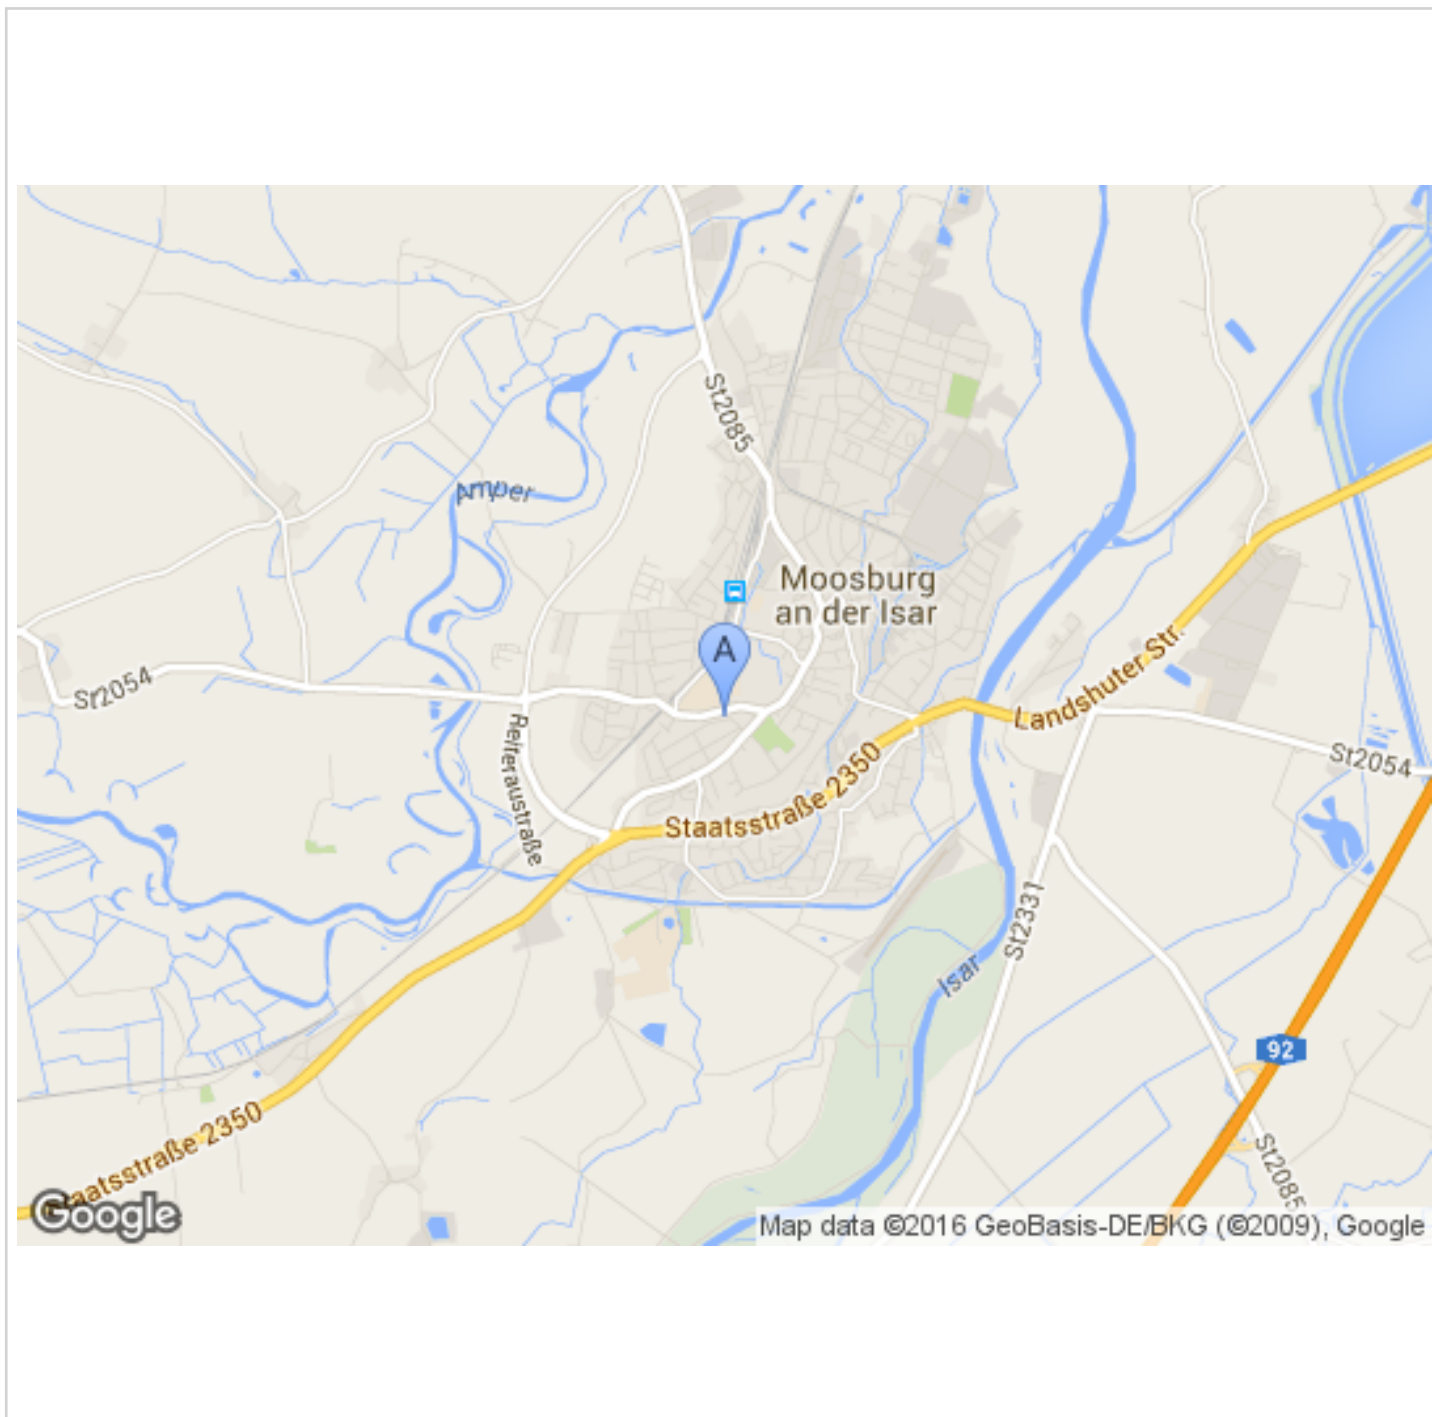 St2085
Amper
Moosburg
an der Isar
A
St2054
Reiteraustraße
Landshuter Str.
St2054
Staatsstraße 2350
St2331
Isar
92
St2085
Staatsstraße 2350
Google
Map data ©2016 GeoBasis-DE/BKG (©2009), Google